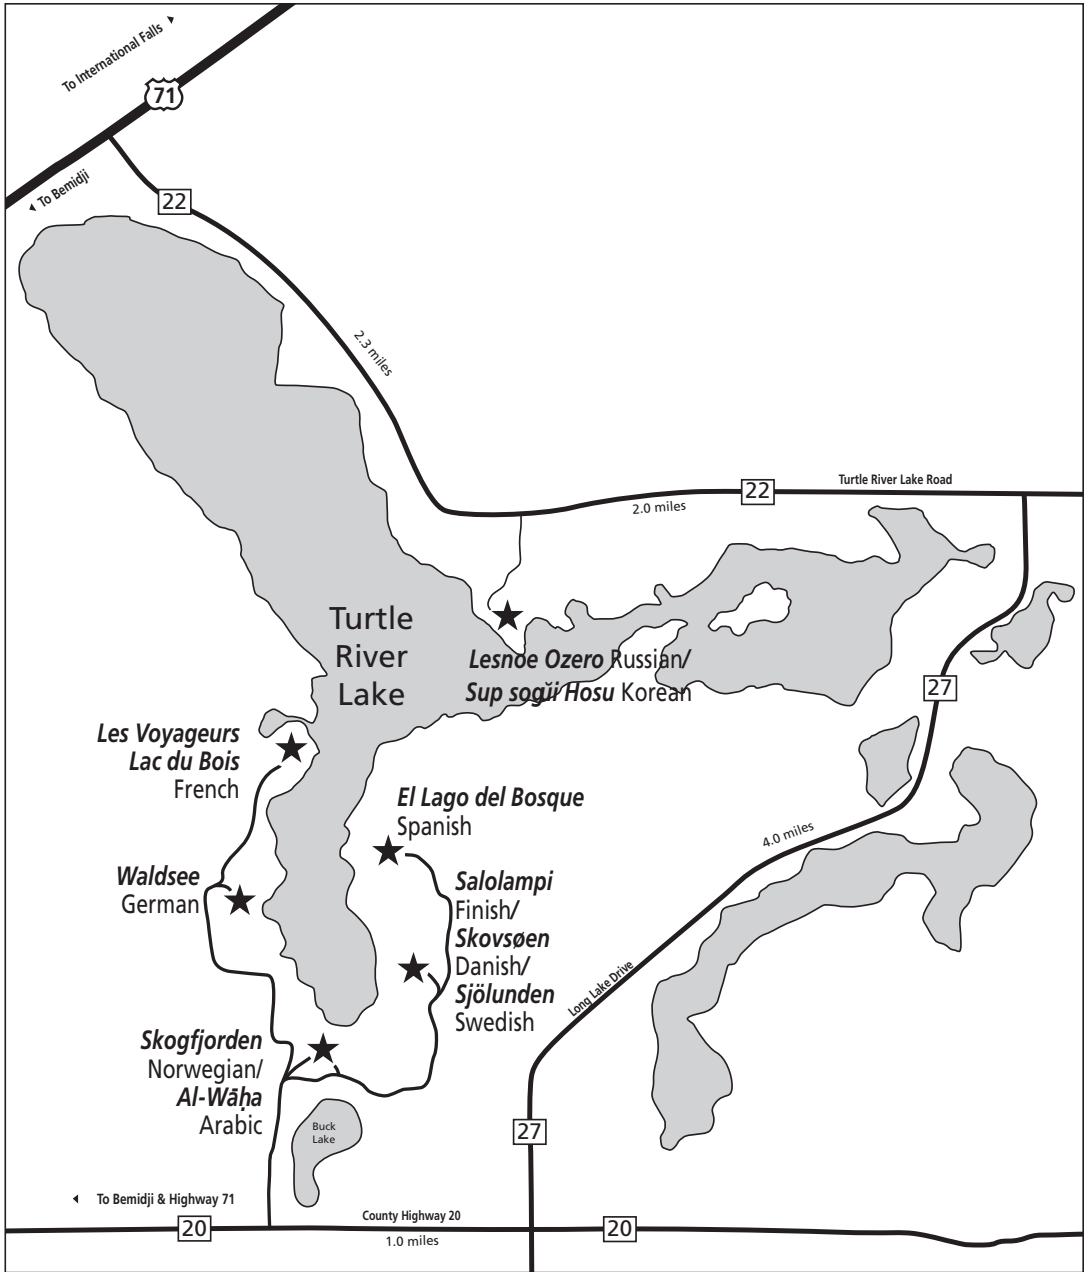 To International Falls
71
To Bemidji
22
2.3 miles
22
Turtle River Lake Road
2.0 miles
Turtle
River
Lake
Lesnoe Ozero Russian/
Sup sogŭi Hosu Korean
27
Les Voyageurs
Lac du Bois
French
El Lago del Bosque
Spanish
4.0 miles
Waldsee
German
Salolampi
Finish/
Skovsøen
Danish/
Sjölunden
Swedish
Long Lake Drive
Skogfjorden
Norwegian/
Al-Wāḥa
Arabic
Buck
Lake
27
To Bemidji & Highway 71
20
County Highway 20
1.0 miles
20